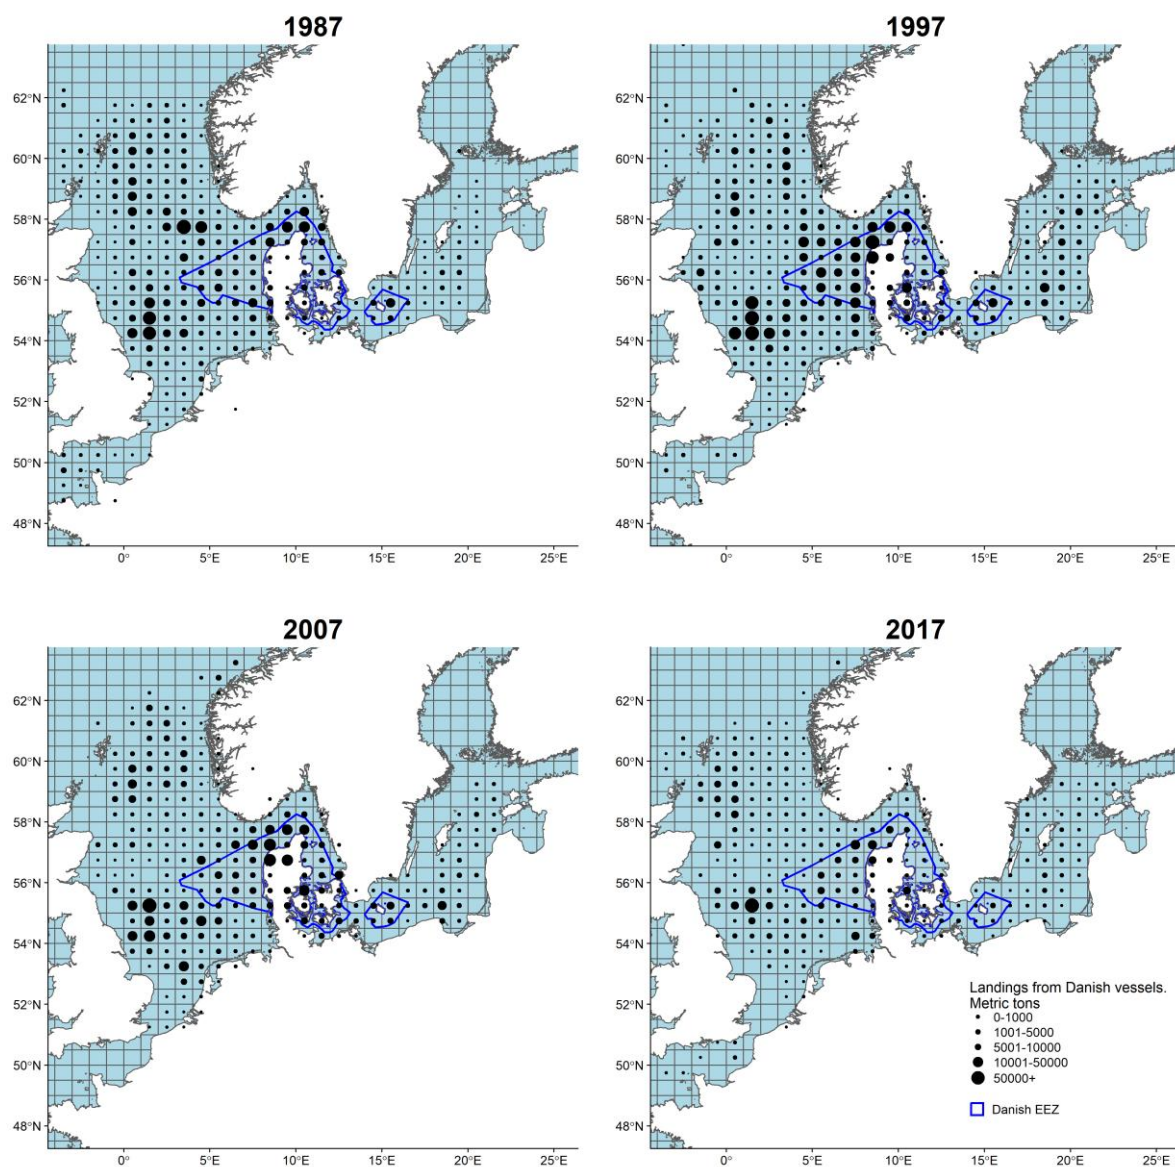 1987
1997
62°N
60°N
58°N
56°N
54°N
52°N
50°N
48°N
0°
5°E
10°E
15°E
20°E
25°E
62°N
60°N
58°N
56°N
54°N
52°N
50°N
48°N
0°
5°E
10°E
15°E
20°E
25°E
2007
2017
62°N
60°N
58°N
56°N
54°N
52°N
50°N
48°N
0°
5°E
10°E
15°E
20°E
25°E
62°N
60°N
58°N
56°N
54°N
52°N
50°N
48°N
0°
5°E
10°E
15°E
20°E
25°E
Landings from Danish vessels.
Metric tons
0-1000
1001-5000
5001-10000
10001-50000
50000+
Danish EEZ